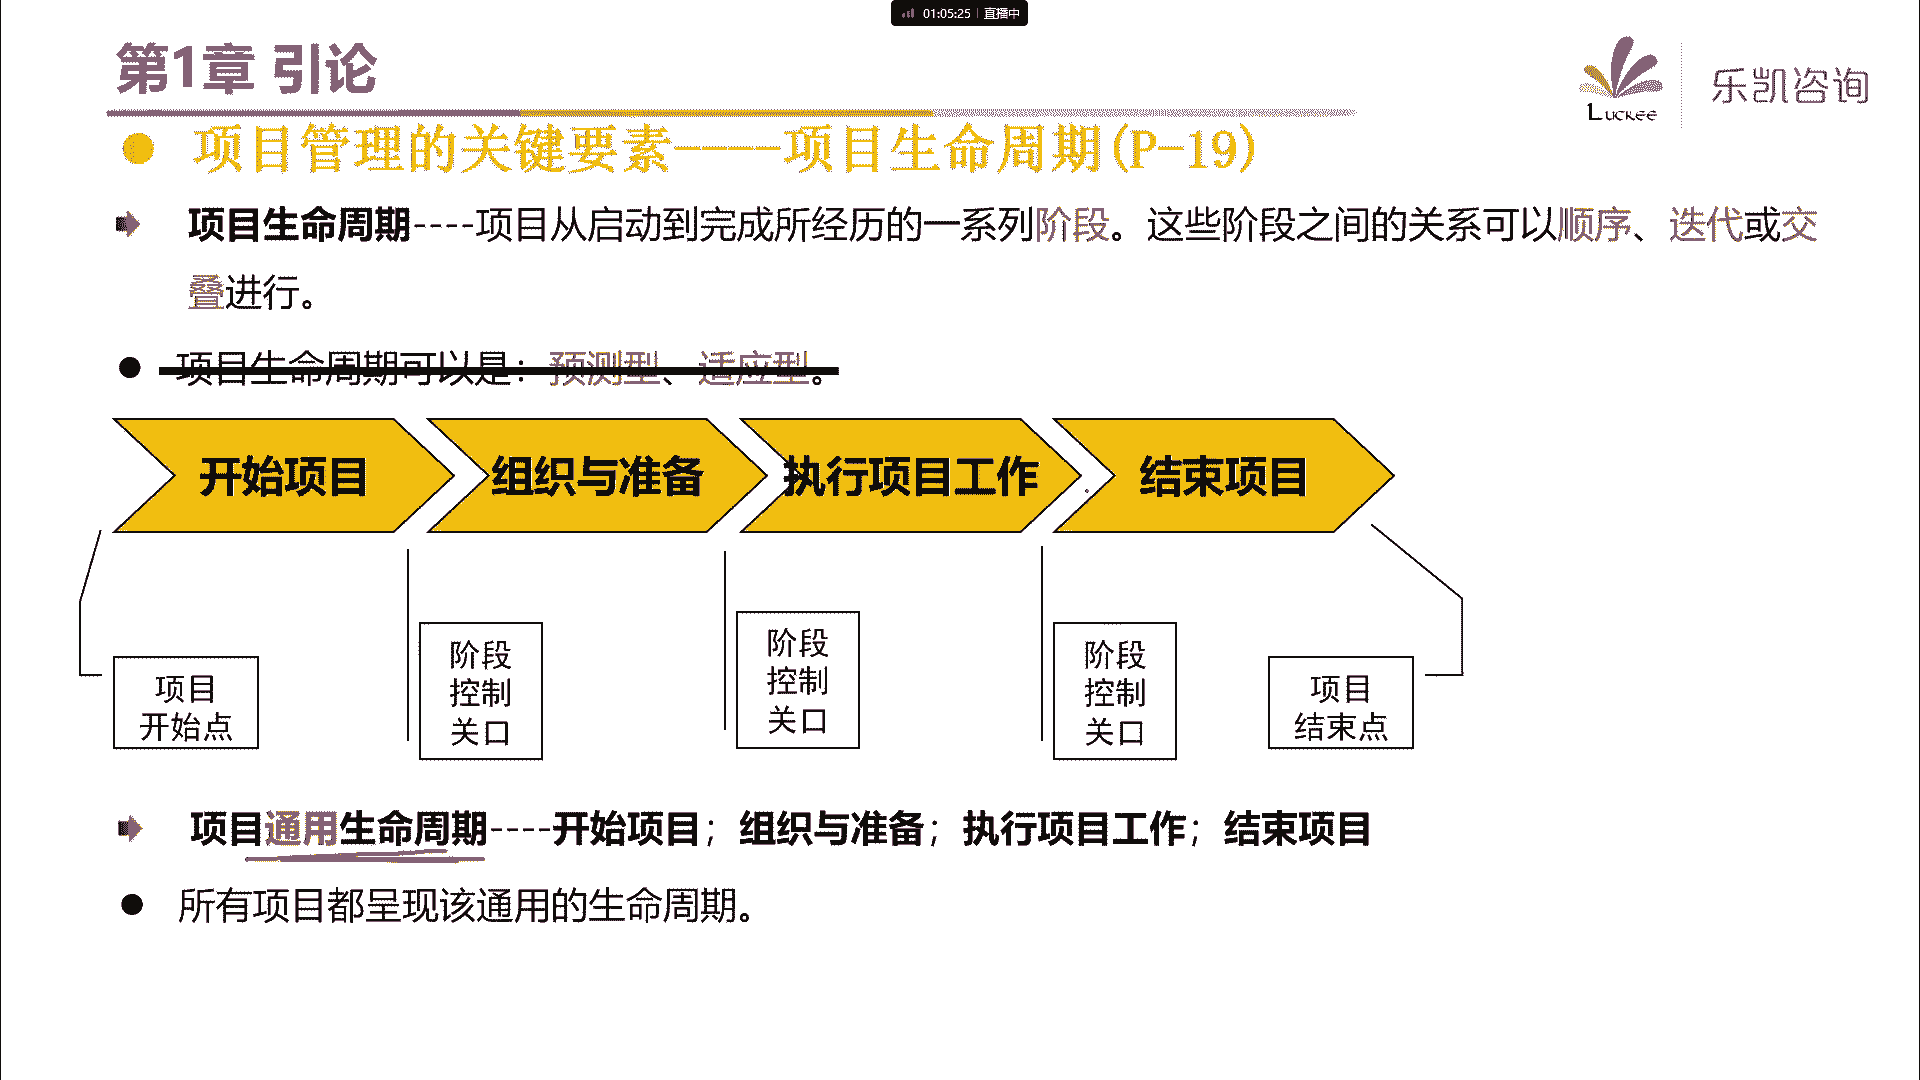 01:05:25 直播中
第1章 引论
Luckee 乐凯咨询
项目管理的关键要素——项目生命周期(P-19)
项目生命周期----项目从启动到完成所经历的一系列阶段。这些阶段之间的关系可以顺序、迭代或交
叠进行。
项目生命周期可以是：预测型、适应型。
开始项目
组织与准备
执行项目工作
结束项目
项目
开始点
阶段
控制
关口
阶段
控制
关口
阶段
控制
关口
项目
结束点
项目通用生命周期----开始项目；组织与准备；执行项目工作；结束项目
所有项目都呈现该通用的生命周期。